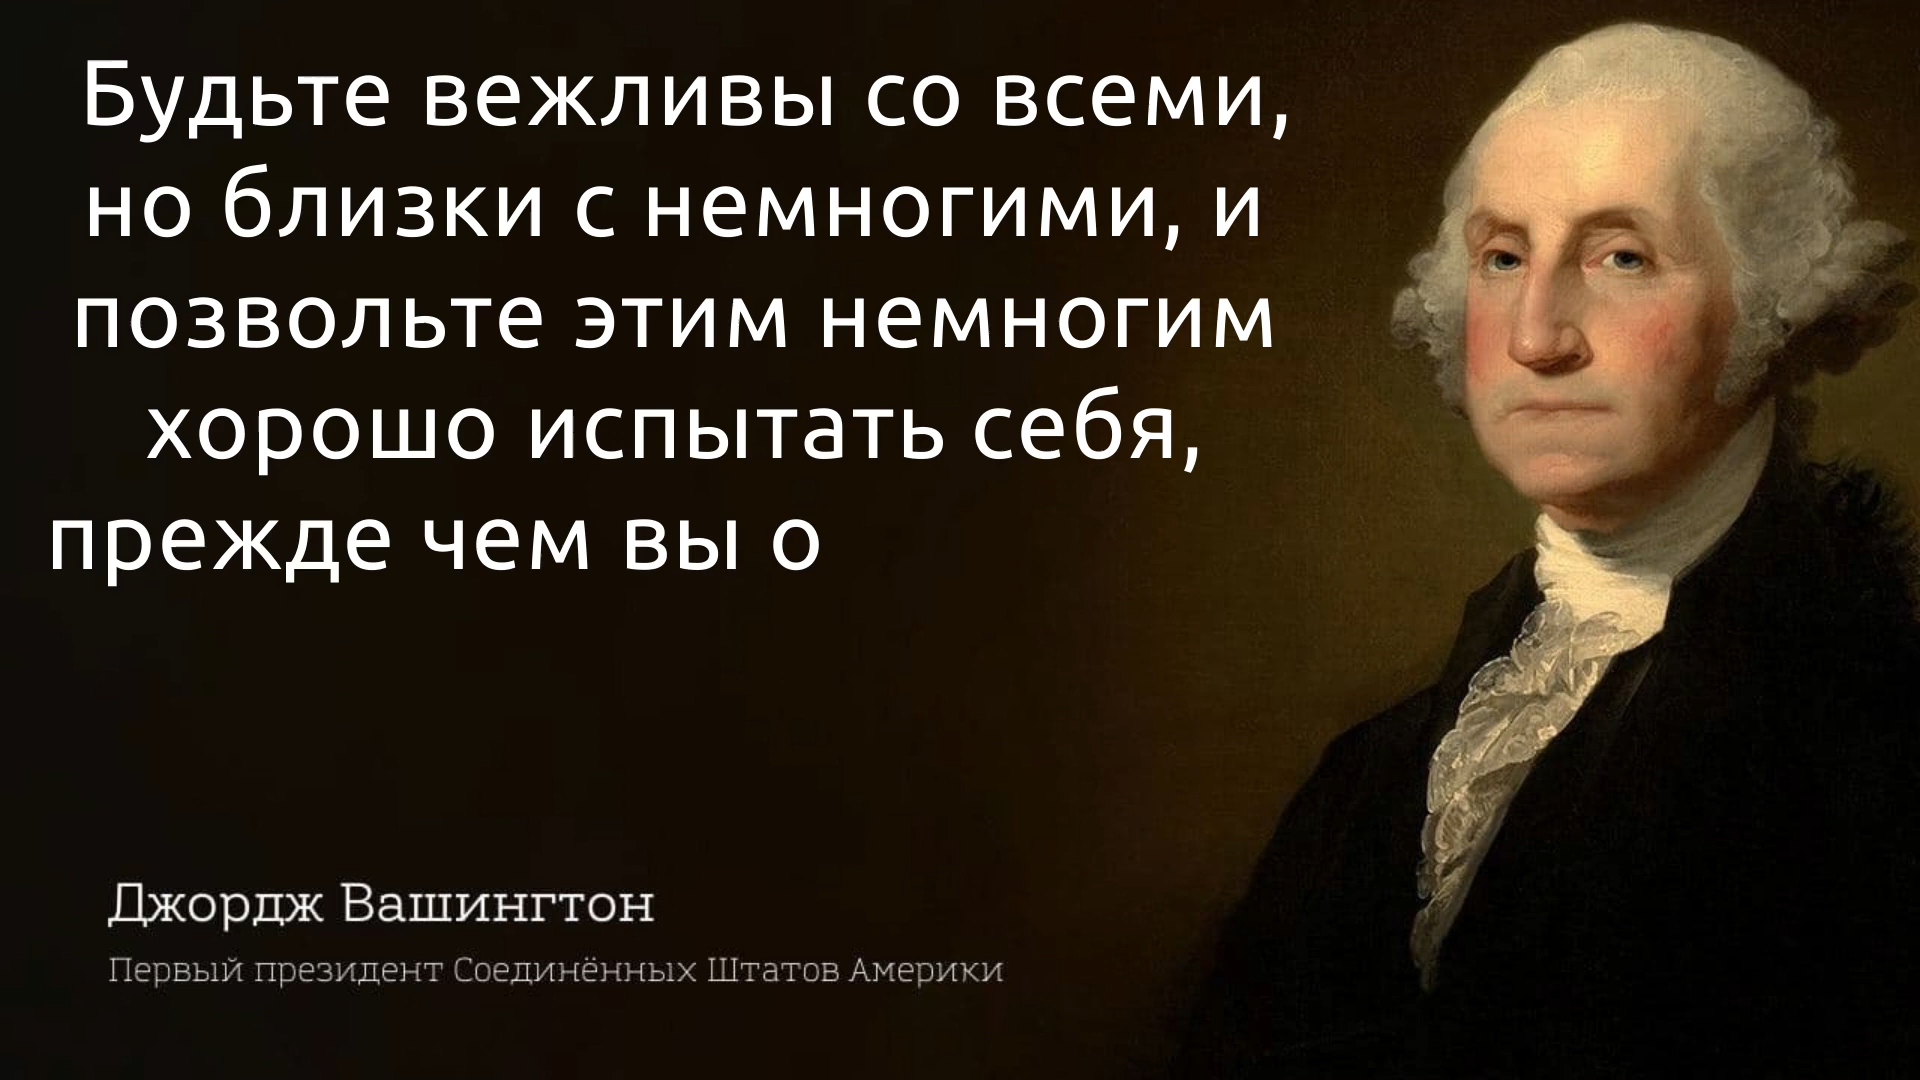 Будьте вежливы со всеми,
но близки с немногими, и
позвольте этим немногим
хорошо испытать себя,
прежде чем вы о
Джордж Вашингтон
Первый президент Соединённых Штатов Америки